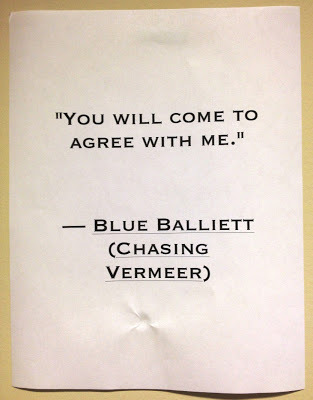 "You will come to
agree with me."
— Blue Balliett
(Chasing
Vermeer)